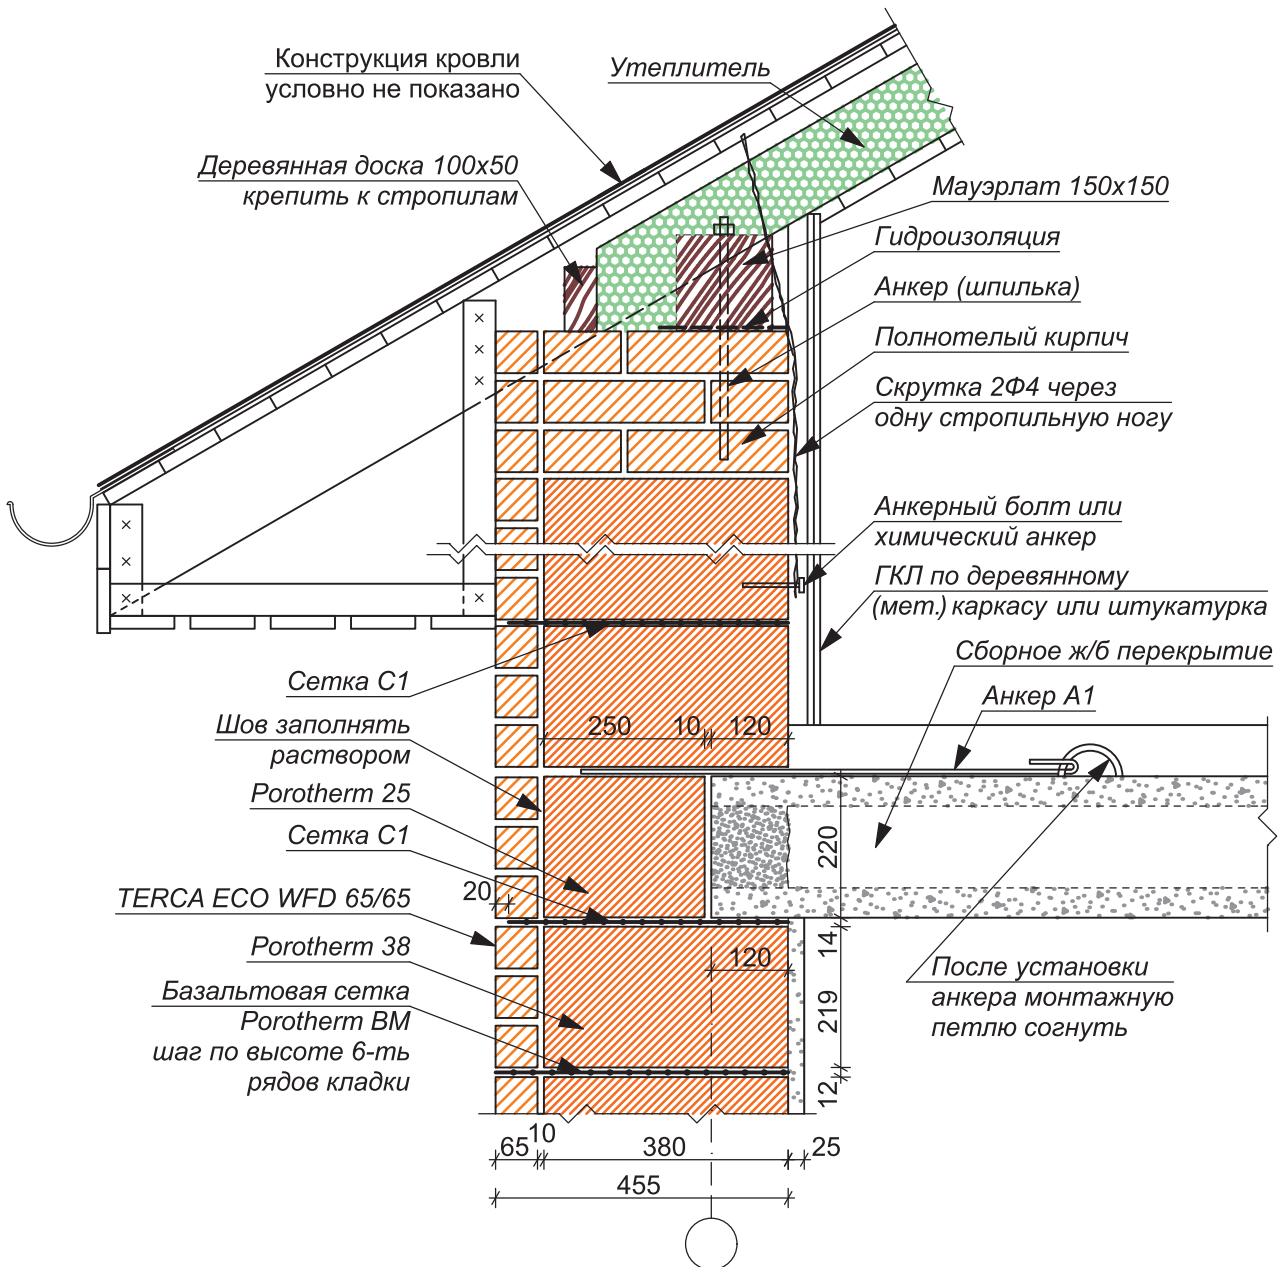 Конструкция кровли
условно не показано
Утеплитель
Деревянная доска 100х50
крепить к стропилам
Мауэрлат 150х150
Гидроизоляция
Анкер (шпилька)
Полнотелый кирпич
Скрутка 2Ф4 через
одну стропильную ногу
Анкерный болт или
химический анкер
ГКЛ по деревянному
(мет.) каркасу или штукатурка
Сборное ж/б перекрытие
Анкер А1
Сетка С1
Шов заполнять
раствором
Porotherm 25
Сетка С1
TERCA ECO WFD 65/65
Porotherm 38
Базальтовая сетка
Porotherm BM
шаг по высоте 6-ть
рядов кладки
После установки
анкера монтажную
петлю согнуть
250
10
120
220
20
14
120
219
12
10
65
380
25
455